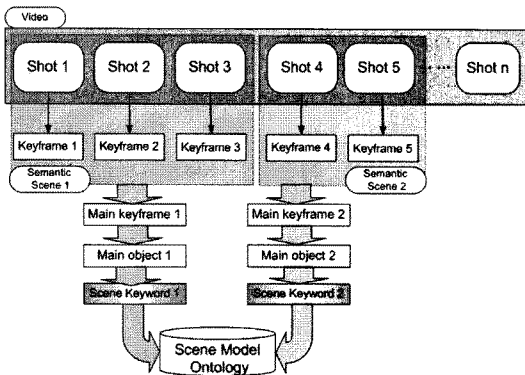 Video
Shot 1 Shot 2 Shot 3 Shot 4 Shot 5 Shot n
Keyframe 1 Keyframe 2 Keyframe 3 Keyframe 4 Keyframe 5
Semantic
Scene 1
Semantic
Scene 2
Main keyframe 1 Main keyframe 2
Main object 1 Main object 2
Scene Keyword 1 Scene Keyword 2
Scene Model
Ontology